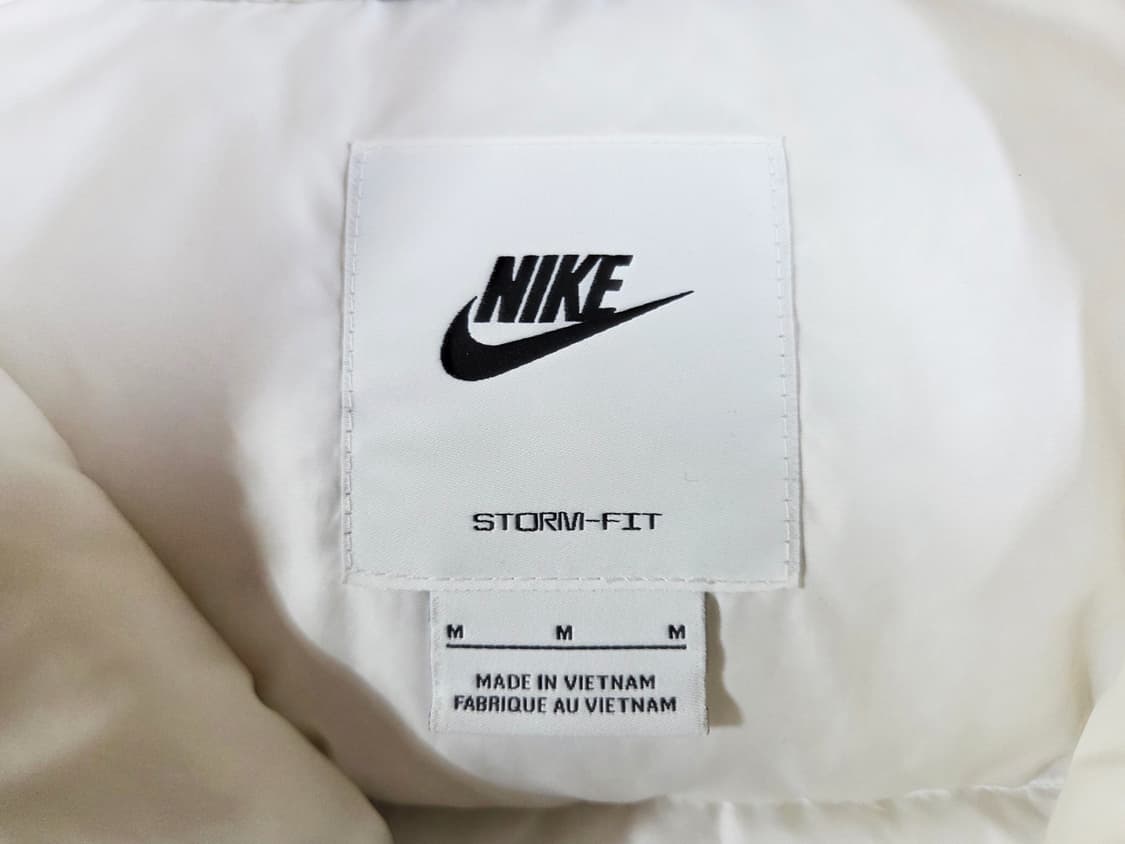 NIKE
STORM-FIT
M M M
MADE IN VIETNAM
FABRIQUE AU VIETNAM